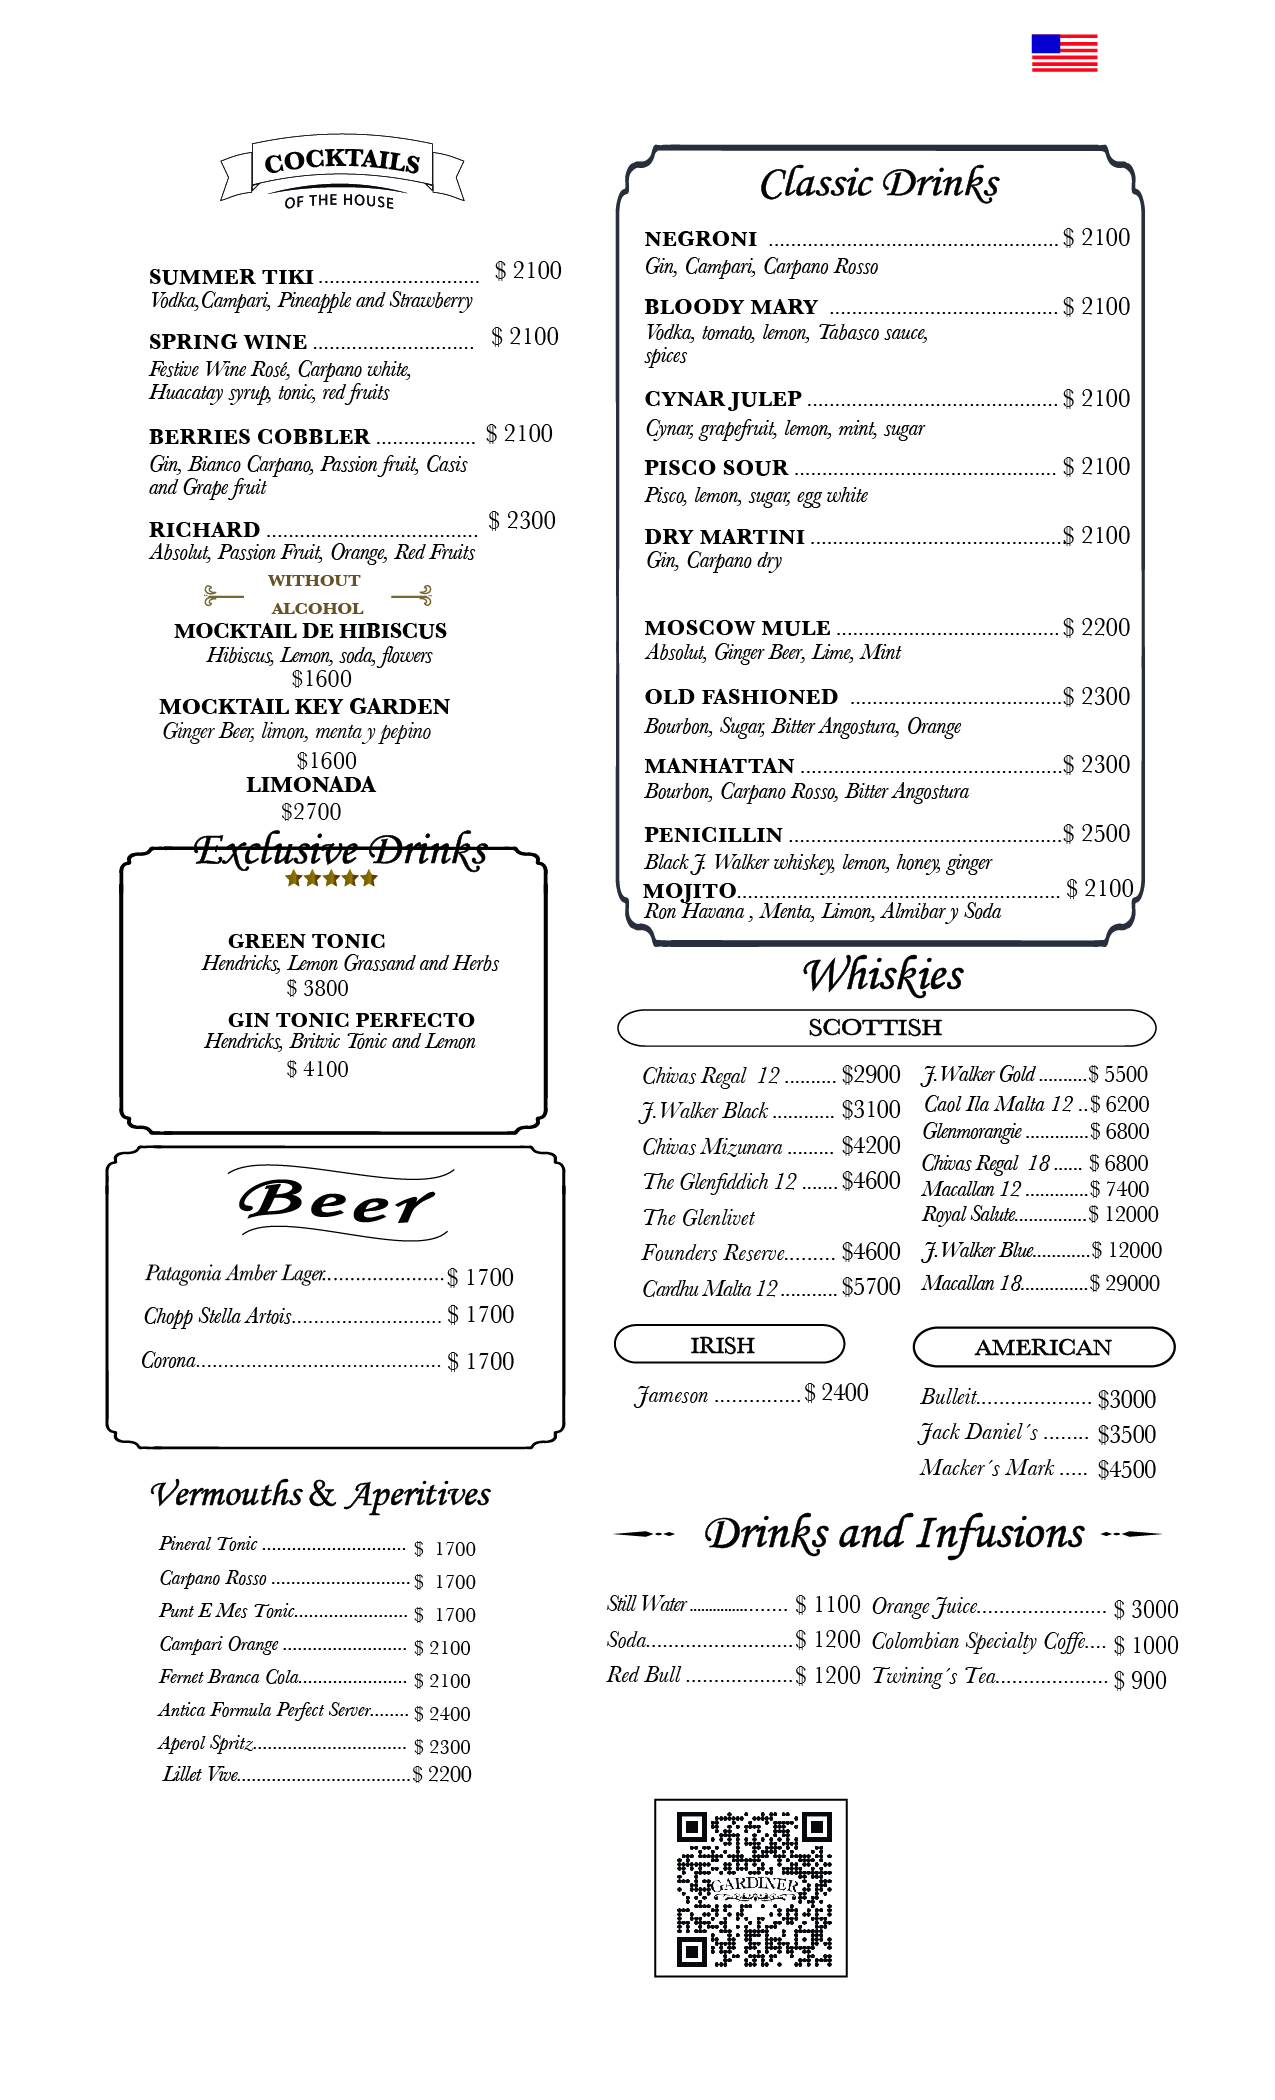 COCKTAILS
OF THE HOUSE
SUMMER TIKI ............................. $ 2100
Vodka,Campari, Pineapple and Strawberry
SPRING WINE ............................. $ 2100
Festive Wine Rosé, Carpano white,
Huacatay syrup, tonic, red fruits
BERRIES COBBLER .................. $ 2100
Gin, Bianco Carpano, Passion fruit, Casis
and Grape fruit
RICHARD ...................................... $ 2300
Absolut, Passion Fruit, Orange, Red Fruits
WITHOUT
ALCOHOL
MOCKTAIL DE HIBISCUS
Hibiscus, Lemon, soda, flowers
$1600
MOCKTAIL KEY GARDEN
Ginger Beer, limon, menta y pepino
$1600
LIMONADA
$2700
Exclusive Drinks
GREEN TONIC
Hendricks, Lemon Grassand and Herbs
$ 3800
GIN TONIC PERFECTO
Hendricks, Britvic Tonic and Lemon
$ 4100
Beer
Patagonia Amber Lager..................... $ 1700
Chopp Stella Artois........................... $ 1700
Corona............................................ $ 1700
Vermouths & Aperitives
Pineral Tonic ............................. $ 1700
Carpano Rosso ............................ $ 1700
Punt E Mes Tonic....................... $ 1700
Campari Orange ......................... $ 2100
Fernet Branca Cola...................... $ 2100
Antica Formula Perfect Server........ $ 2400
Aperol Spritz............................... $ 2300
Lillet Vive................................... $ 2200
Classic Drinks
NEGRONI .................................................... $ 2100
Gin, Campari, Carpano Rosso
BLOODY MARY ......................................... $ 2100
Vodka, tomato, lemon, Tabasco sauce,
spices
CYNAR JULEP ............................................. $ 2100
Cynar, grapefruit, lemon, mint, sugar
PISCO SOUR ............................................... $ 2100
Pisco, lemon, sugar, egg white
DRY MARTINI .............................................$ 2100
Gin, Carpano dry
MOSCOW MULE ........................................ $ 2200
Absolut, Ginger Beer, Lime, Mint
OLD FASHIONED ......................................$ 2300
Bourbon, Sugar, Bitter Angostura, Orange
MANHATTAN ...............................................$ 2300
Bourbon, Carpano Rosso, Bitter Angostura
PENICILLIN .................................................$ 2500
Black J. Walker whiskey, lemon, honey, ginger
MOJITO.......................................................... $ 2100
Ron Havana , Menta, Limon, Almibar y Soda
Whiskies
SCOTTISH
Chivas Regal 12 .......... $2900
J.Walker Black ............ $3100
Chivas Mizunara ......... $4200
The Glenfiddich 12 .......$4600
The Glenlivet
Founders Reserve......... $4600
Cardhu Malta 12 ........... $5700
J.Walker Gold ..........$ 5500
Caol Ila Malta 12 ..$ 6200
Glenmorangie .............$ 6800
Chivas Regal 18 ...... $ 6800
Macallan 12 .............$ 7400
Royal Salute...............$ 12000
J.Walker Blue............$ 12000
Macallan 18..............$ 29000
IRISH
Jameson ...............$ 2400
AMERICAN
Bulleit.................... $3000
Jack Daniel´s ........ $3500
Macker´s Mark ..... $4500
Drinks and Infusions
Still Water ..................... $ 1100
Soda..........................$ 1200
Red Bull ...................$ 1200
Orange Juice....................... $ 3000
Colombian Specialty Coffe.... $ 1000
Twining´s Tea.................... $ 900
GARDINER